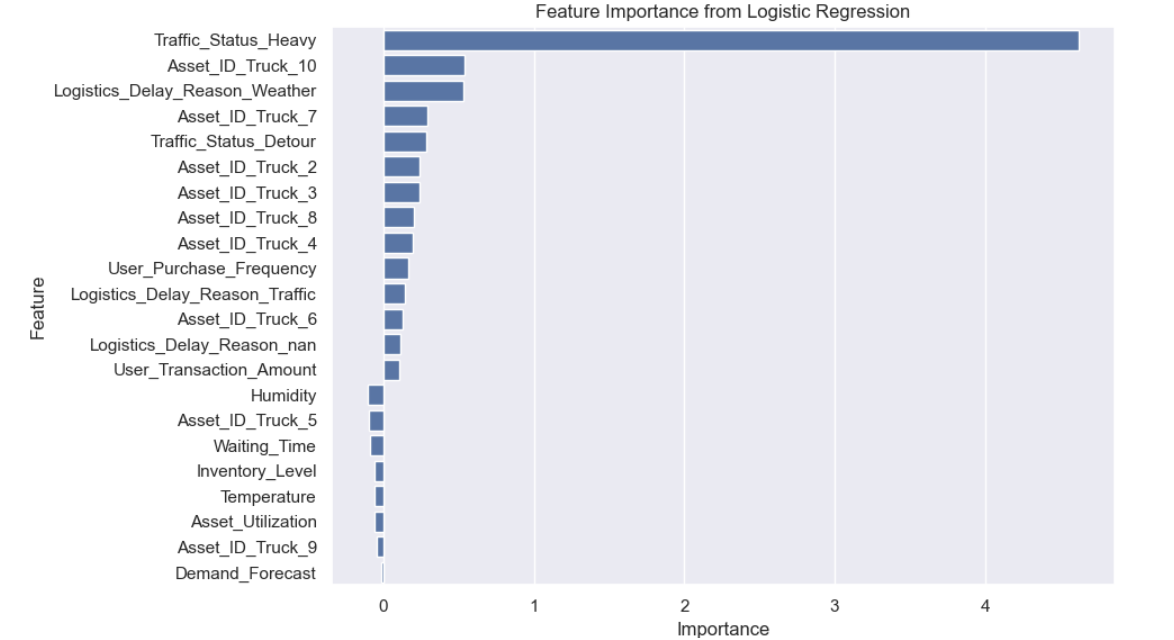 Feature Importance from Logistic Regression
Traffic_Status_Heavy
Asset_ID_Truck_10
Logistics_Delay_Reason_Weather
Asset_ID_Truck_7
Traffic_Status_Detour
Asset_ID_Truck_2
Asset_ID_Truck_3
Asset_ID_Truck_8
Asset_ID_Truck_4
User_Purchase_Frequency
Logistics_Delay_Reason_Traffic
Asset_ID_Truck_6
Logistics_Delay_Reason_nan
User_Transaction_Amount
Humidity
Asset_ID_Truck_5
Waiting_Time
Inventory_Level
Temperature
Asset_Utilization
Asset_ID_Truck_9
Demand_Forecast
Feature
0 1 2 3 4
Importance